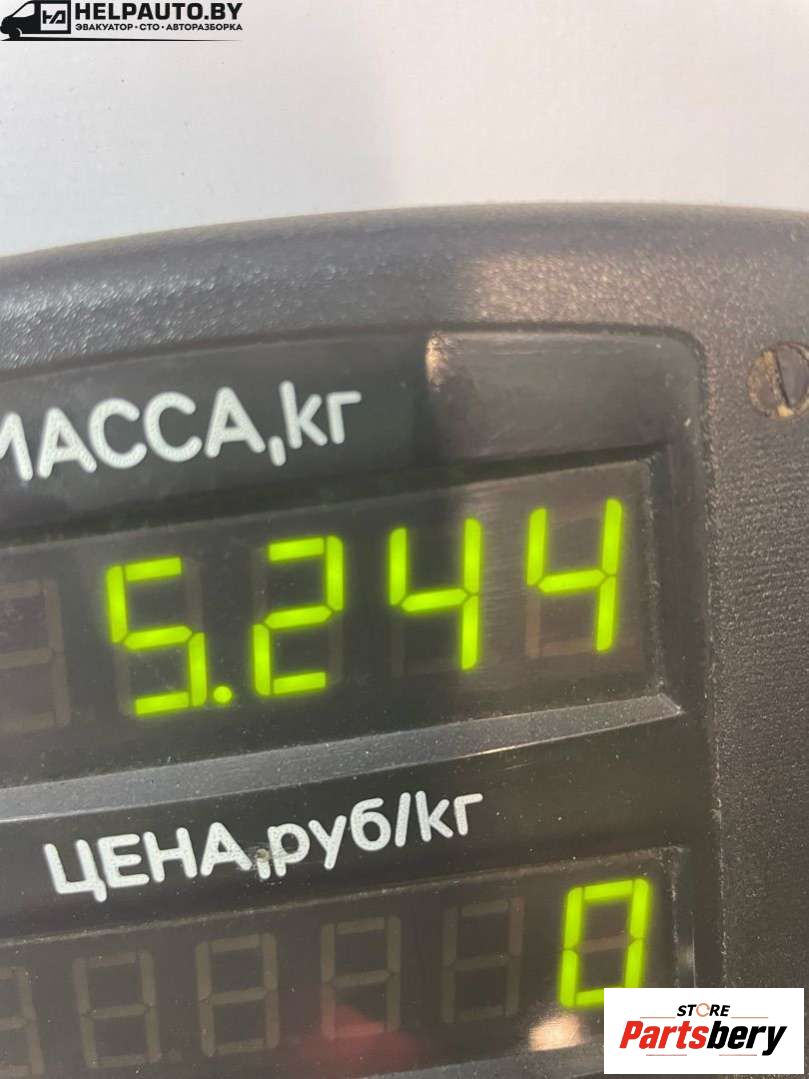 HELPAUTO.BY
ЭВАКУАТОР • СТО • АВТОРАЗБОРКА
МАССА,кг
5.244
ЦЕНА,руб/кг
0
STORE
Partsbery